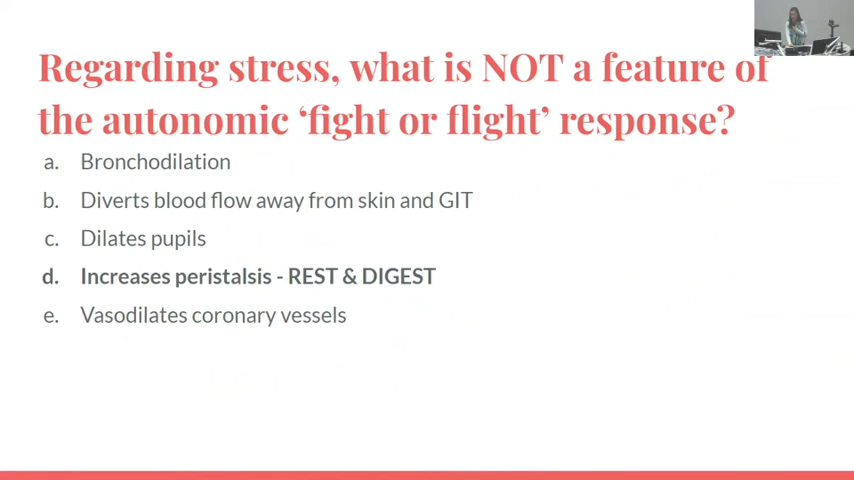 Regarding stress, what is NOT a feature of
the autonomic ‘fight or flight’ response?
a. Bronchodilation
b. Diverts blood flow away from skin and GIT
c. Dilates pupils
d. Increases peristalsis - REST & DIGEST
e. Vasodilates coronary vessels